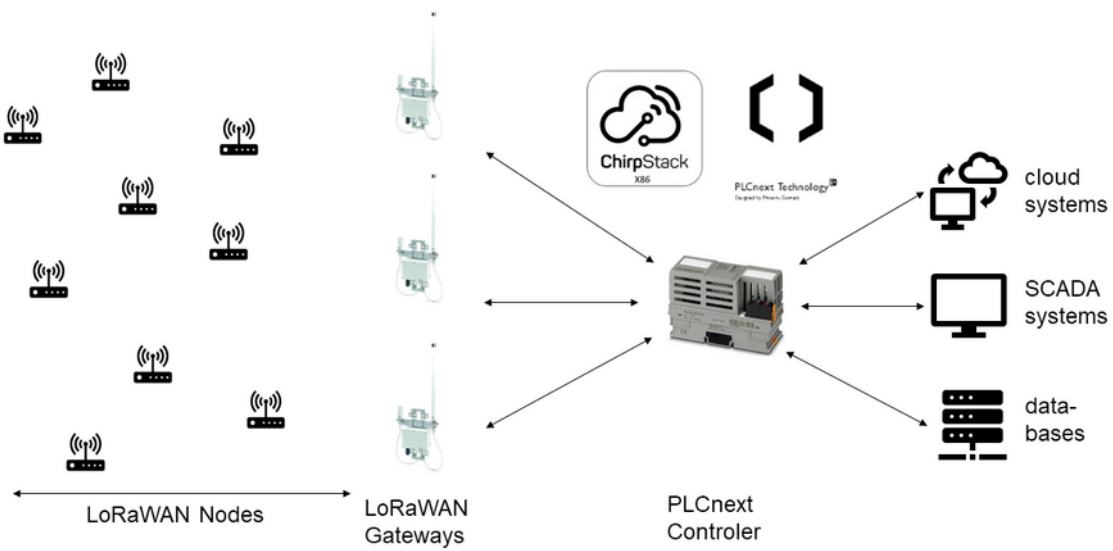 ChirpStack
X86
PLCnext Technology
Designed by Phoenix Contact
cloud
systems
SCADA
systems
data-
bases
LoRaWAN Nodes
LoRaWAN
Gateways
PLCnext
Controler